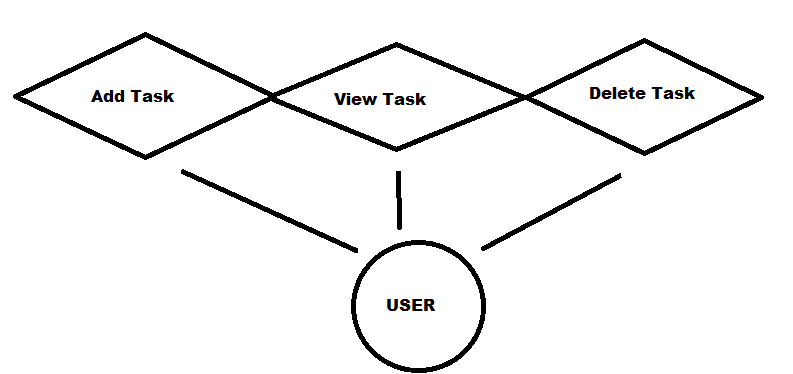 Add Task
View Task
Delete Task
USER